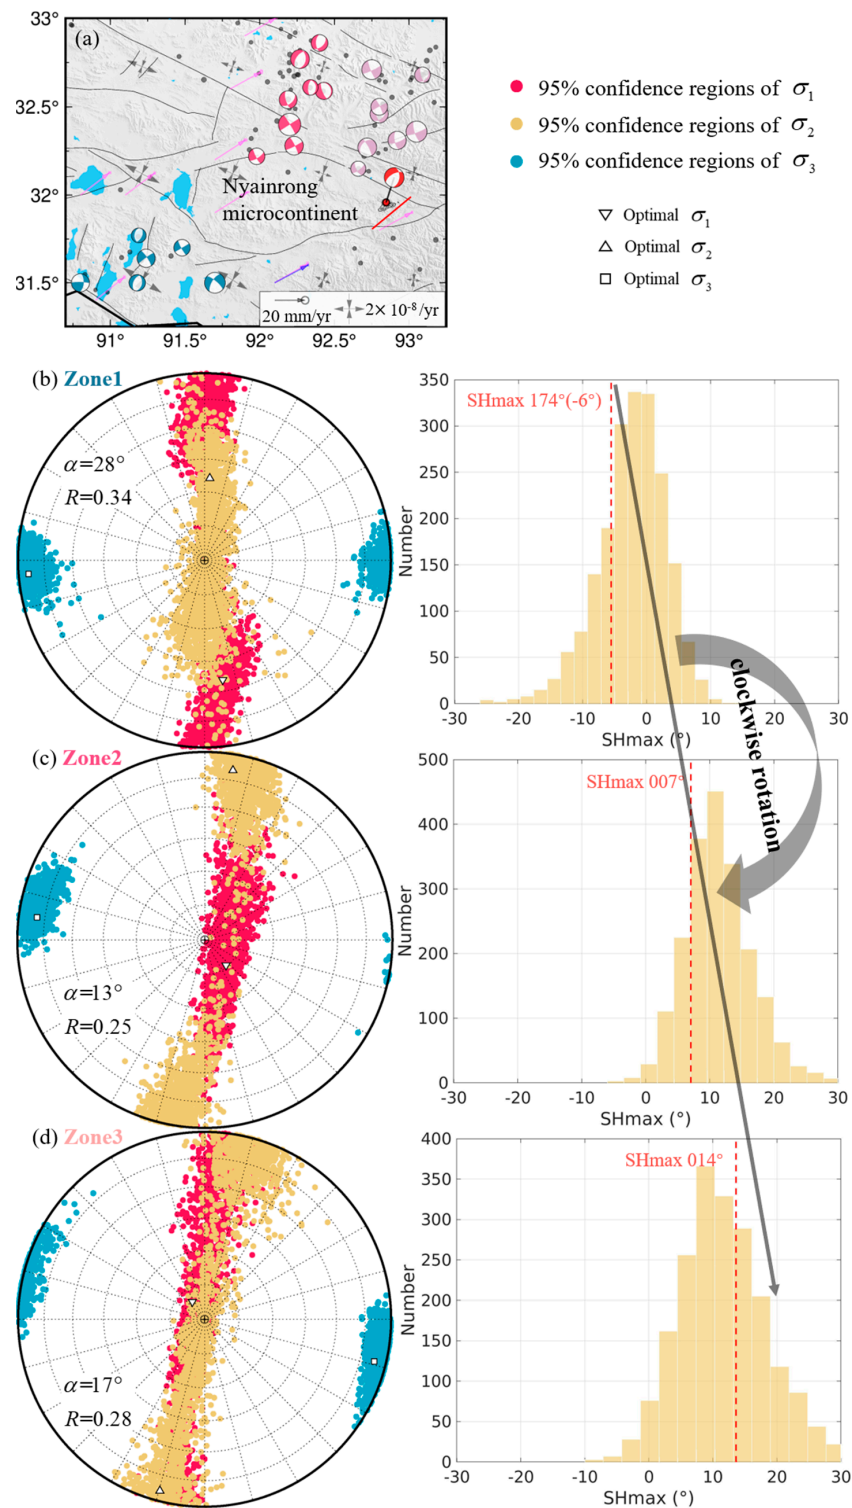 (a)
33°
32.5°
32°
31.5°
91°
91.5°
92°
92.5°
93°
Nyainrong
microcontinent
20 mm/yr
2× 10⁻⁸/yr
95% confidence regions of σ₁
95% confidence regions of σ₂
95% confidence regions of σ₃
Optimal σ₁
Optimal σ₂
Optimal σ₃
(b) Zone1
α=28°
R=0.34
SHmax 174°(-6°)
350
300
250
200
150
100
50
0
Number
-30
-20
-10
0
10
20
30
SHmax (°)
clockwise rotation
(c) Zone2
α=13°
R=0.25
SHmax 007°
500
400
300
200
100
0
Number
-30
-20
-10
0
10
20
30
SHmax (°)
(d) Zone3
α=17°
R=0.28
SHmax 014°
400
350
300
250
200
150
100
50
0
Number
-30
-20
-10
0
10
20
30
SHmax (°)